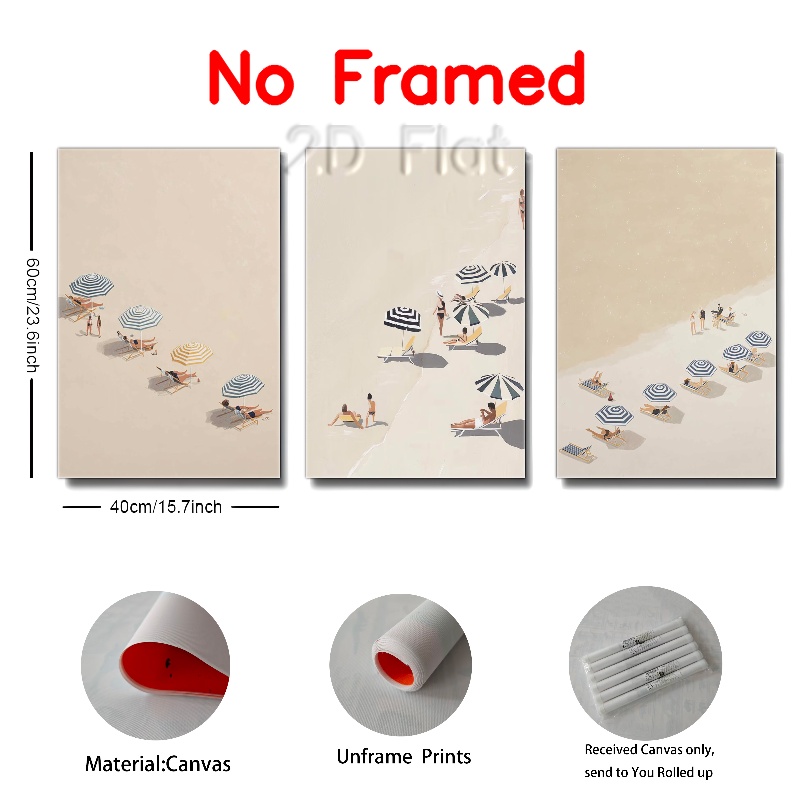 No Framed
2D Flat
60cm/23.6inch
40cm/15.7inch
Material:Canvas
Unframe Prints
Received Canvas only,
send to You Rolled up